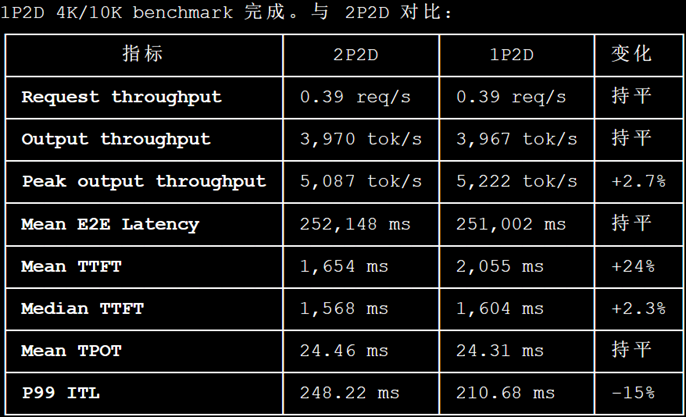 1P2D 4K/10K benchmark 完成。与 2P2D 对比：
指标 2P2D 1P2D 变化
Request throughput 0.39 req/s 0.39 req/s 持平
Output throughput 3,970 tok/s 3,967 tok/s 持平
Peak output throughput 5,087 tok/s 5,222 tok/s +2.7%
Mean E2E Latency 252,148 ms 251,002 ms 持平
Mean TTFT 1,654 ms 2,055 ms +24%
Median TTFT 1,568 ms 1,604 ms +2.3%
Mean TPOT 24.46 ms 24.31 ms 持平
P99 ITL 248.22 ms 210.68 ms -15%